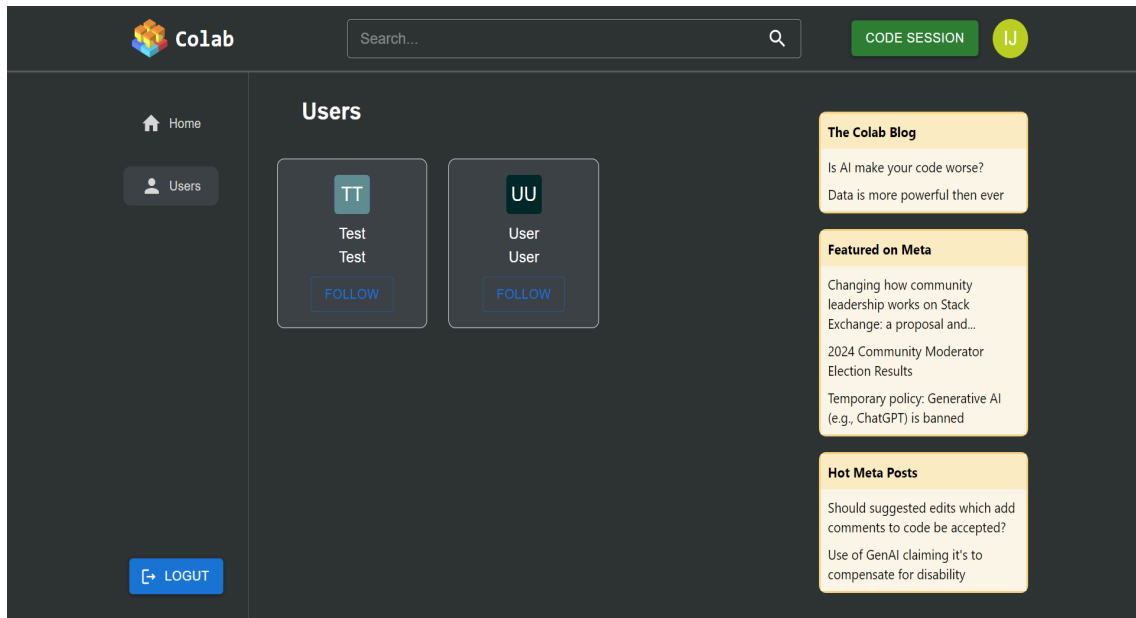 Colab
Search...
CODE SESSION
IJ
Home
Users
LOGUT
Users
TT
Test
Test
FOLLOW
UU
User
User
FOLLOW
The Colab Blog
Is AI make your code worse?
Data is more powerful then ever
Featured on Meta
Changing how community
leadership works on Stack
Exchange: a proposal and...
2024 Community Moderator
Election Results
Temporary policy: Generative AI
(e.g., ChatGPT) is banned
Hot Meta Posts
Should suggested edits which add
comments to code be accepted?
Use of GenAI claiming it's to
compensate for disability